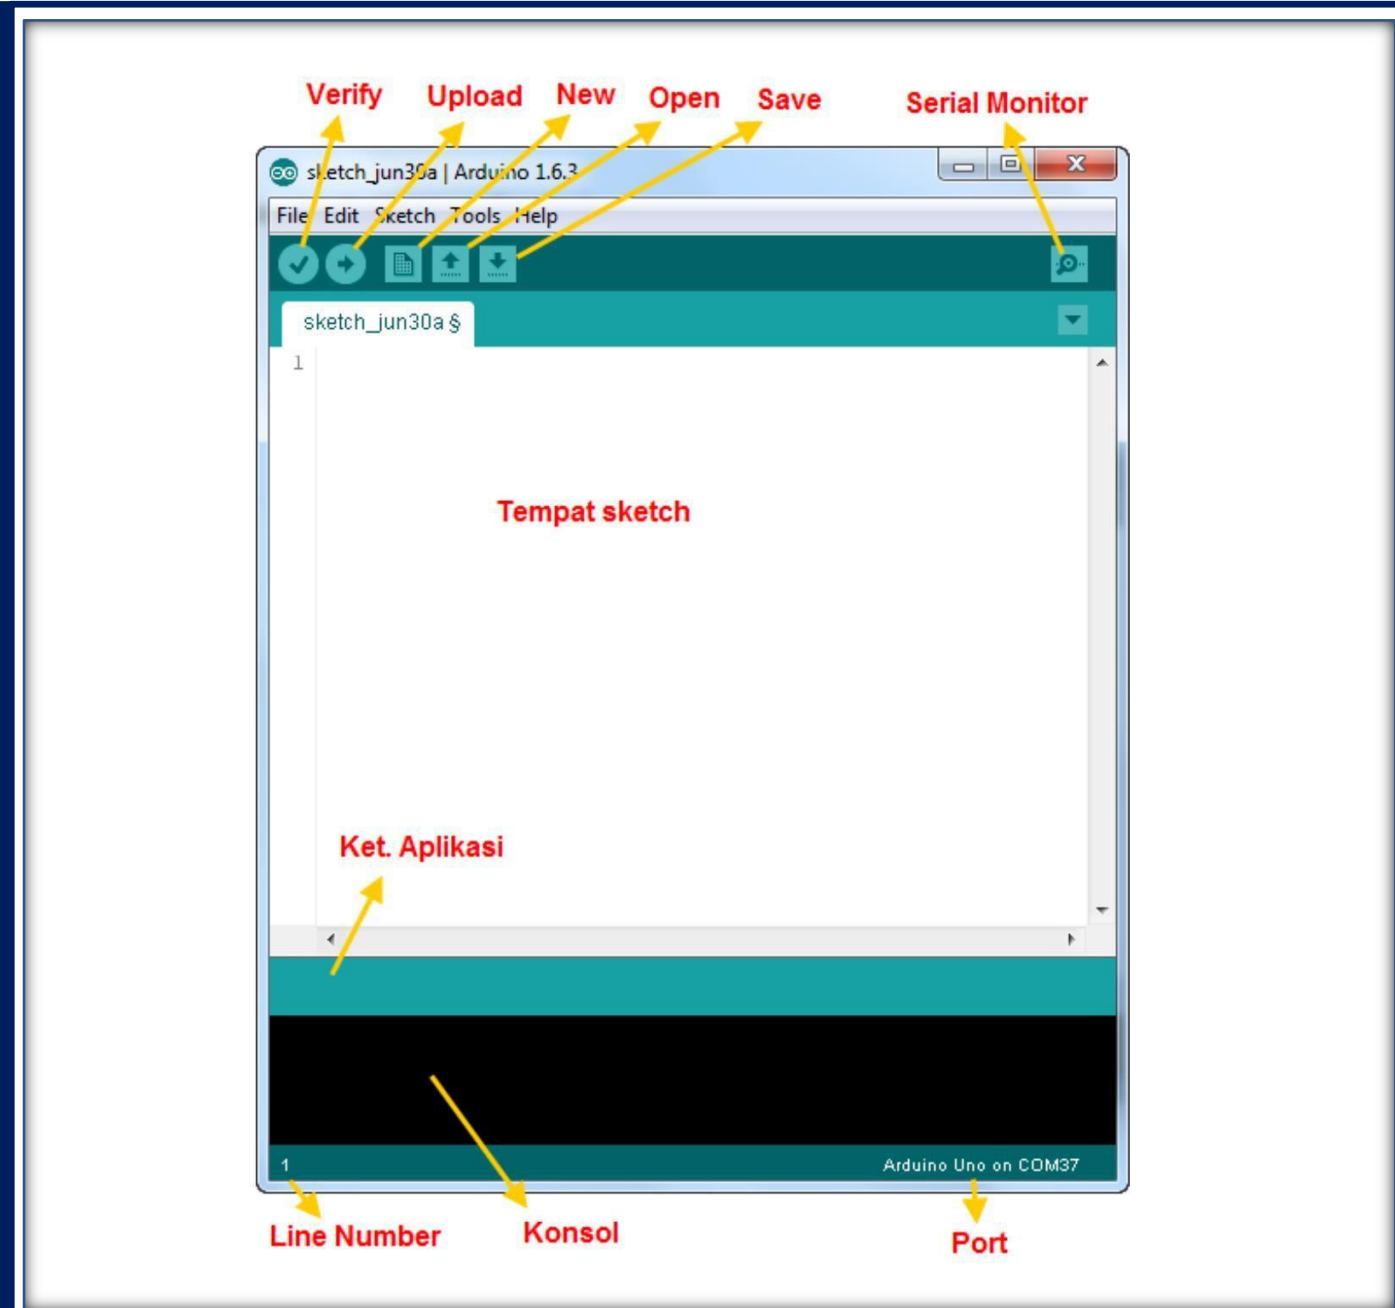 Verify Upload New Open Save Serial Monitor
sketch_jun30a | Arduino 1.6.3
File Edit Sketch Tools Help
sketch_jun30a §
1
Tempat sketch
Ket. Aplikasi
1 Arduino Uno on COM37
Line Number Konsol Port